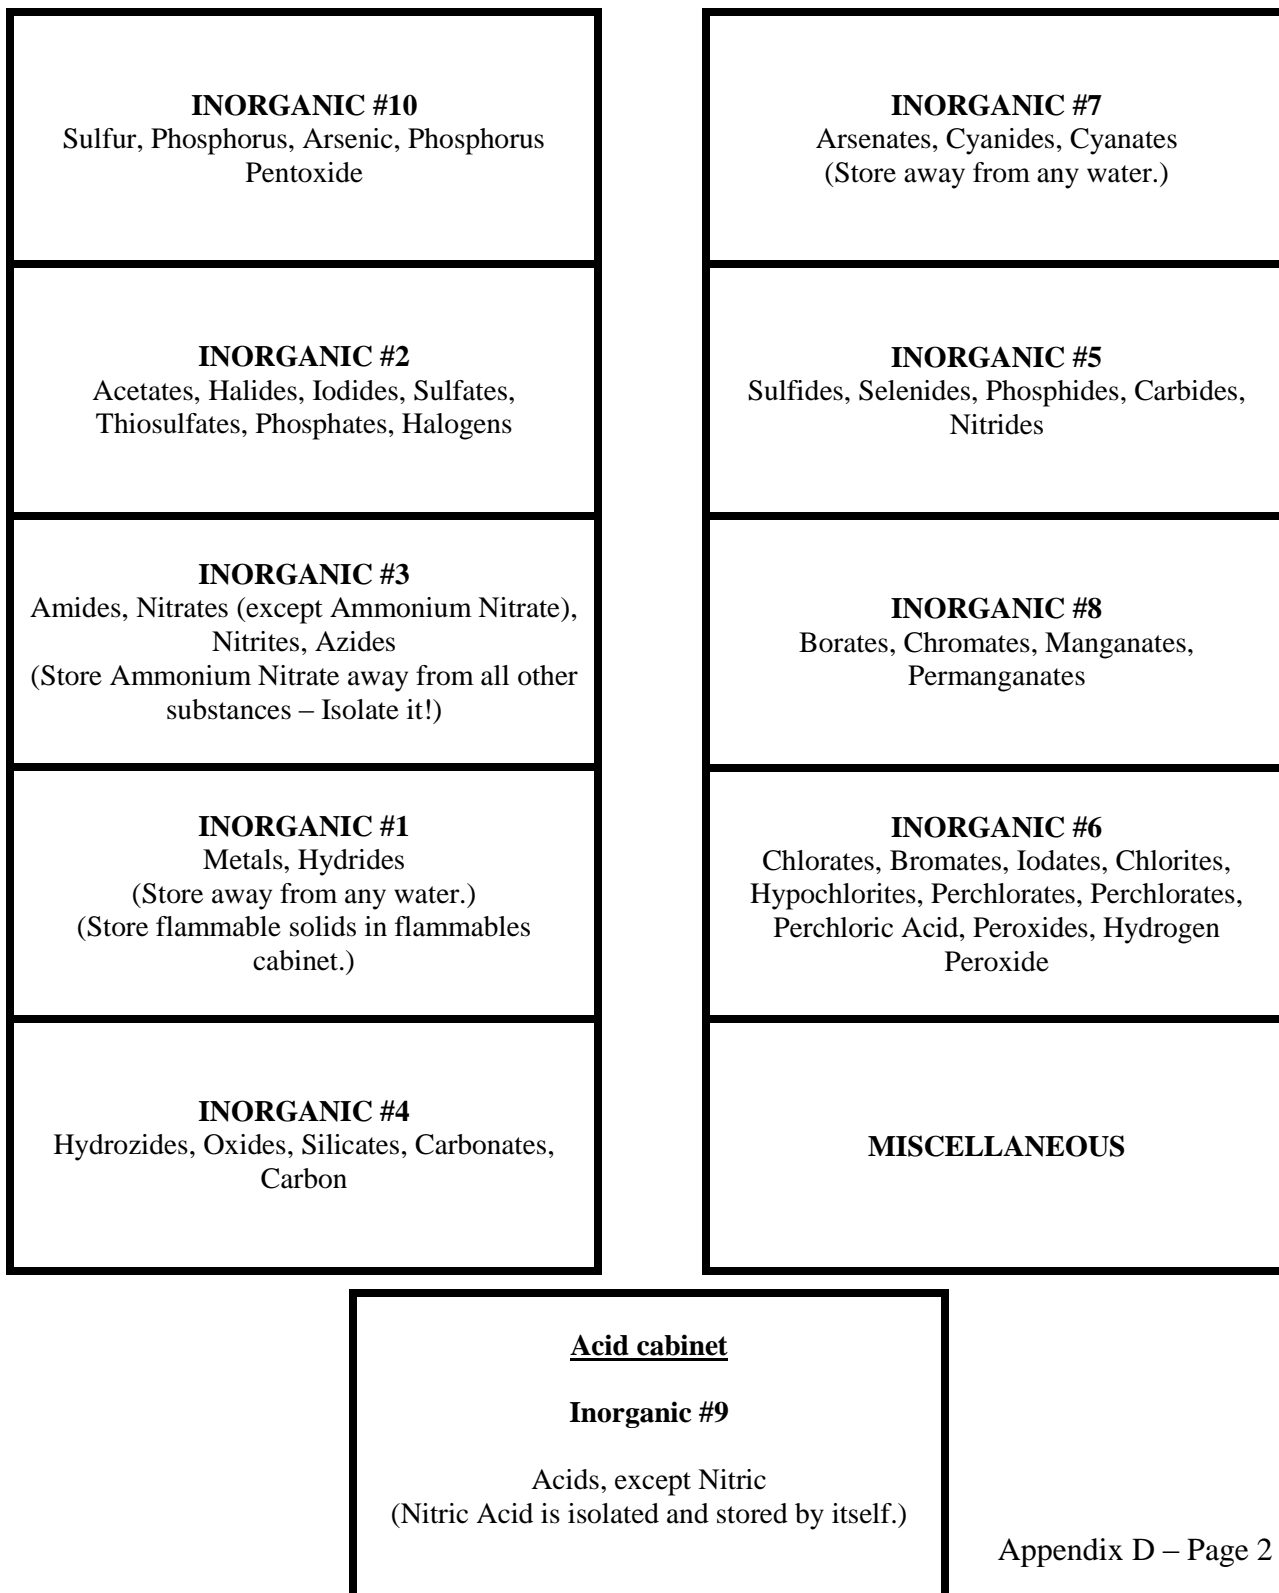 INORGANIC #10
Sulfur, Phosphorus, Arsenic, Phosphorus
Pentoxide
INORGANIC #2
Acetates, Halides, Iodides, Sulfates,
Thiosulfates, Phosphates, Halogens
INORGANIC #3
Amides, Nitrates (except Ammonium Nitrate),
Nitrites, Azides
(Store Ammonium Nitrate away from all other
substances – Isolate it!)
INORGANIC #1
Metals, Hydrides
(Store away from any water.)
(Store flammable solids in flammables
cabinet.)
INORGANIC #4
Hydrozides, Oxides, Silicates, Carbonates,
Carbon
INORGANIC #7
Arsenates, Cyanides, Cyanates
(Store away from any water.)
INORGANIC #5
Sulfides, Selenides, Phosphides, Carbides,
Nitrides
INORGANIC #8
Borates, Chromates, Manganates,
Permanganates
INORGANIC #6
Chlorates, Bromates, Iodates, Chlorites,
Hypochlorites, Perchlorates, Perchlorates,
Perchloric Acid, Peroxides, Hydrogen
Peroxide
MISCELLANEOUS
Acid cabinet
Inorganic #9
Acids, except Nitric
(Nitric Acid is isolated and stored by itself.)
Appendix D – Page 2